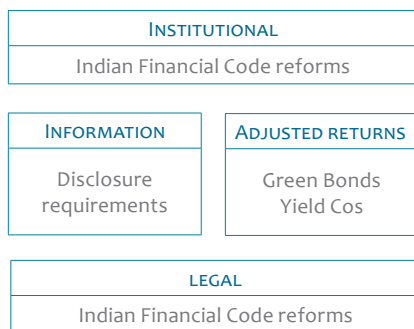 INSTITUTIONAL
Indian Financial Code reforms
INFORMATION
Disclosure
requirements
ADJUSTED RETURNS
Green Bonds
Yield Cos
LEGAL
Indian Financial Code reforms